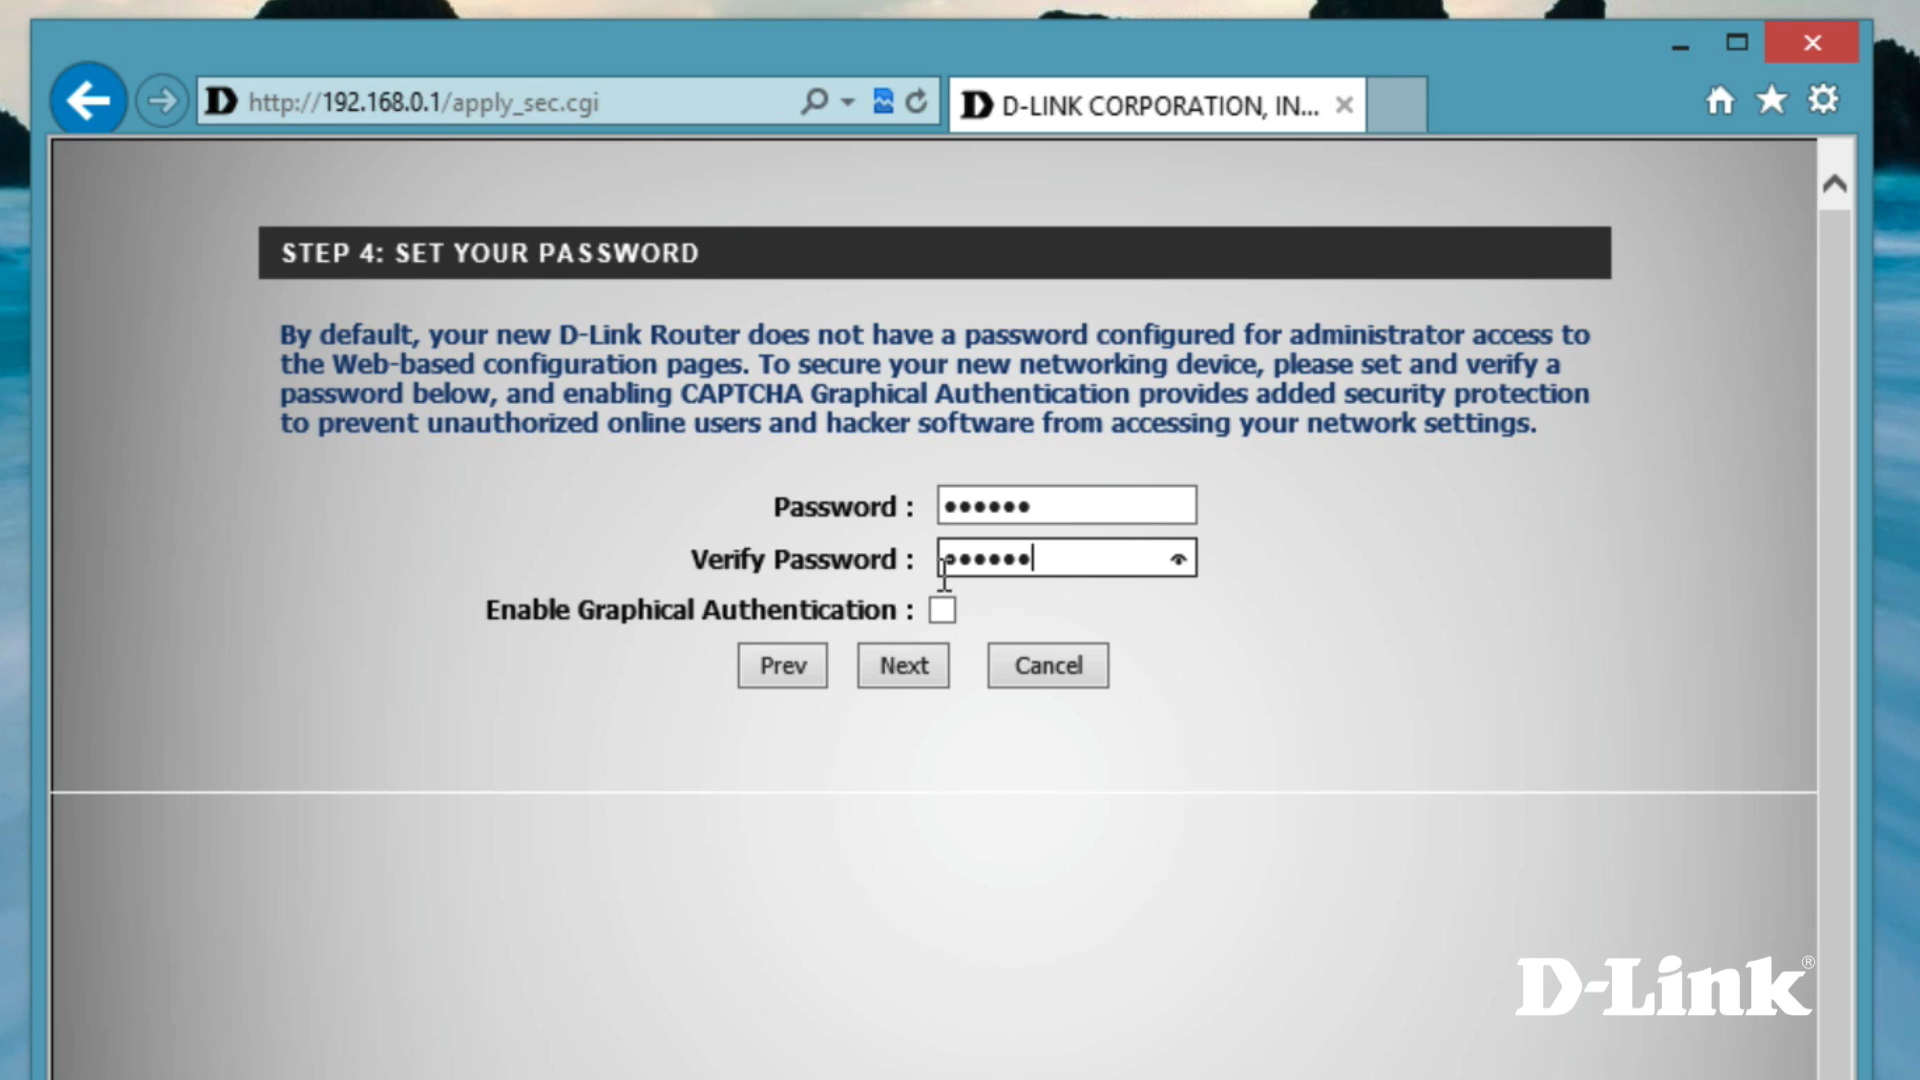 http://192.168.0.1/apply_sec.cgi
D-LINK CORPORATION, IN...
STEP 4: SET YOUR PASSWORD
By default, your new D-Link Router does not have a password configured for administrator access to
the Web-based configuration pages. To secure your new networking device, please set and verify a
password below, and enabling CAPTCHA Graphical Authentication provides added security protection
to prevent unauthorized online users and hacker software from accessing your network settings.
Password : ••••••
Verify Password : ••••••
Enable Graphical Authentication :
Prev Next Cancel
D-Link®